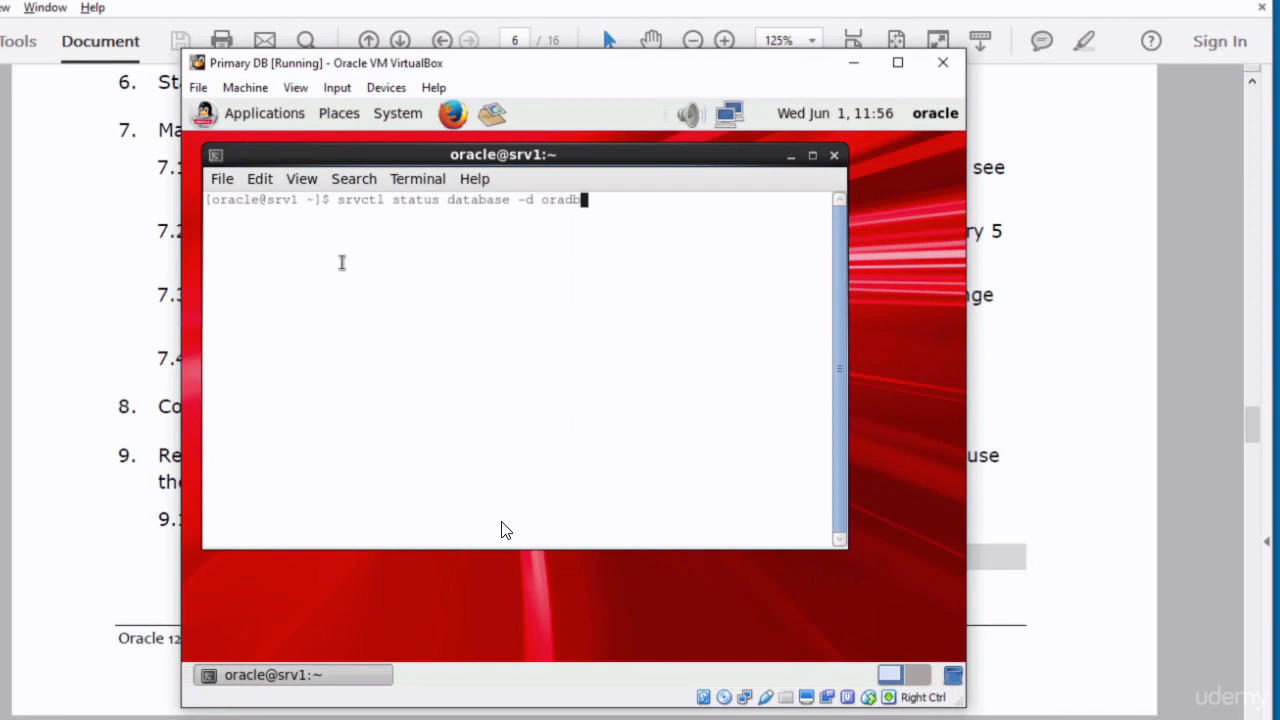 ew Window Help
Tools Document 6 / 16 125% Sign In
6. St
7. Ma
7.1 see
7.2 ry 5
7.3 nge
7.4
8. Co
9. Re use
the
9.1
Oracle 12
Primary DB [Running] - Oracle VM VirtualBox
File Machine View Input Devices Help
Applications Places System Wed Jun 1, 11:56 oracle
oracle@srv1:~
File Edit View Search Terminal Help
[oracle@srv1 ~]$ srvctl status database -d oradb
oracle@srv1:~
Right Ctrl
udemy